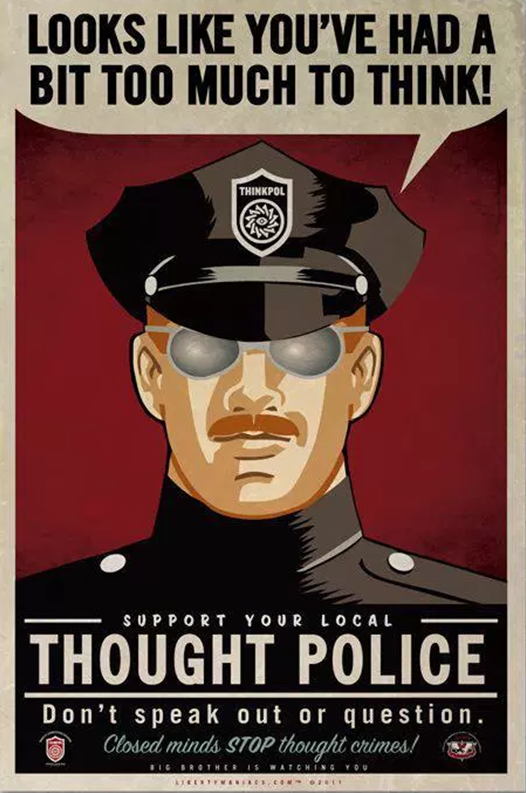 LOOKS LIKE YOU'VE HAD A
BIT TOO MUCH TO THINK!
THINKPOL
SUPPORT YOUR LOCAL
THOUGHT POLICE
Don't speak out or question.
Closed minds STOP thought crimes!
BIG BROTHER IS WATCHING YOU
LIBERTYMANIACS.COM™ ©2011